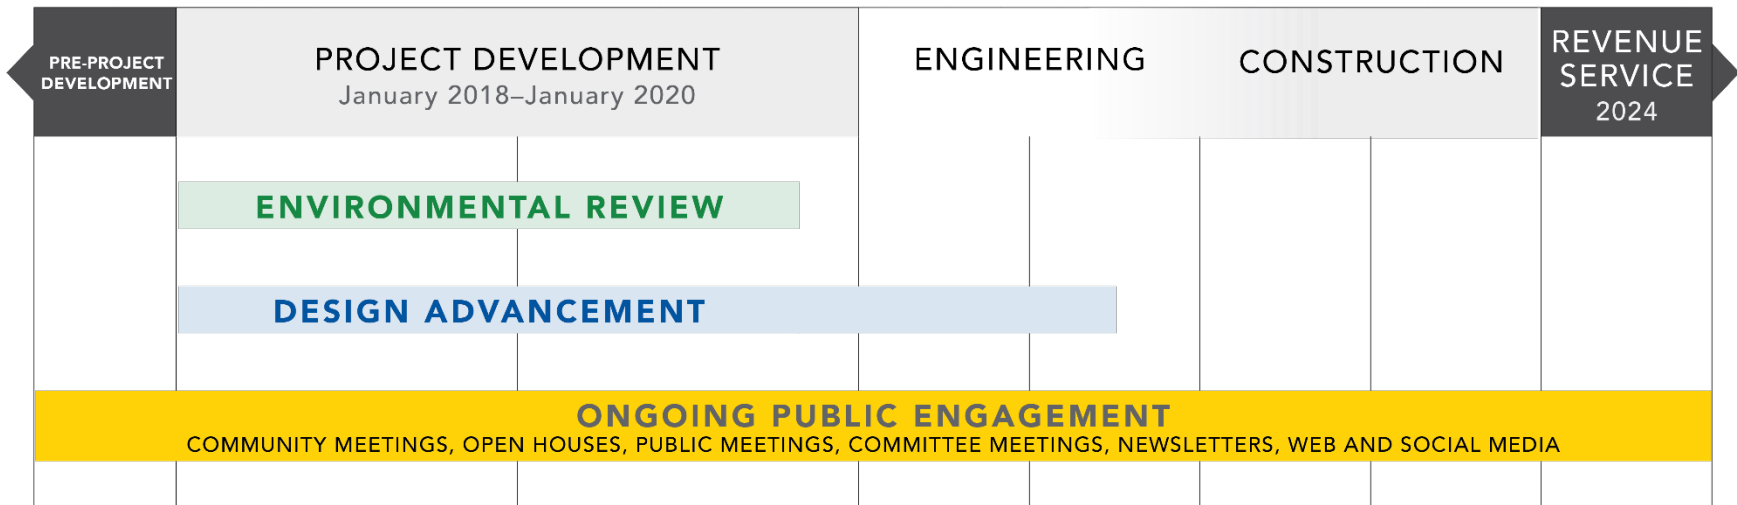 PRE-PROJECT
DEVELOPMENT
PROJECT DEVELOPMENT
January 2018–January 2020
ENGINEERING
CONSTRUCTION
REVENUE
SERVICE
2024
ENVIRONMENTAL REVIEW
DESIGN ADVANCEMENT
ONGOING PUBLIC ENGAGEMENT
COMMUNITY MEETINGS, OPEN HOUSES, PUBLIC MEETINGS, COMMITTEE MEETINGS, NEWSLETTERS, WEB AND SOCIAL MEDIA